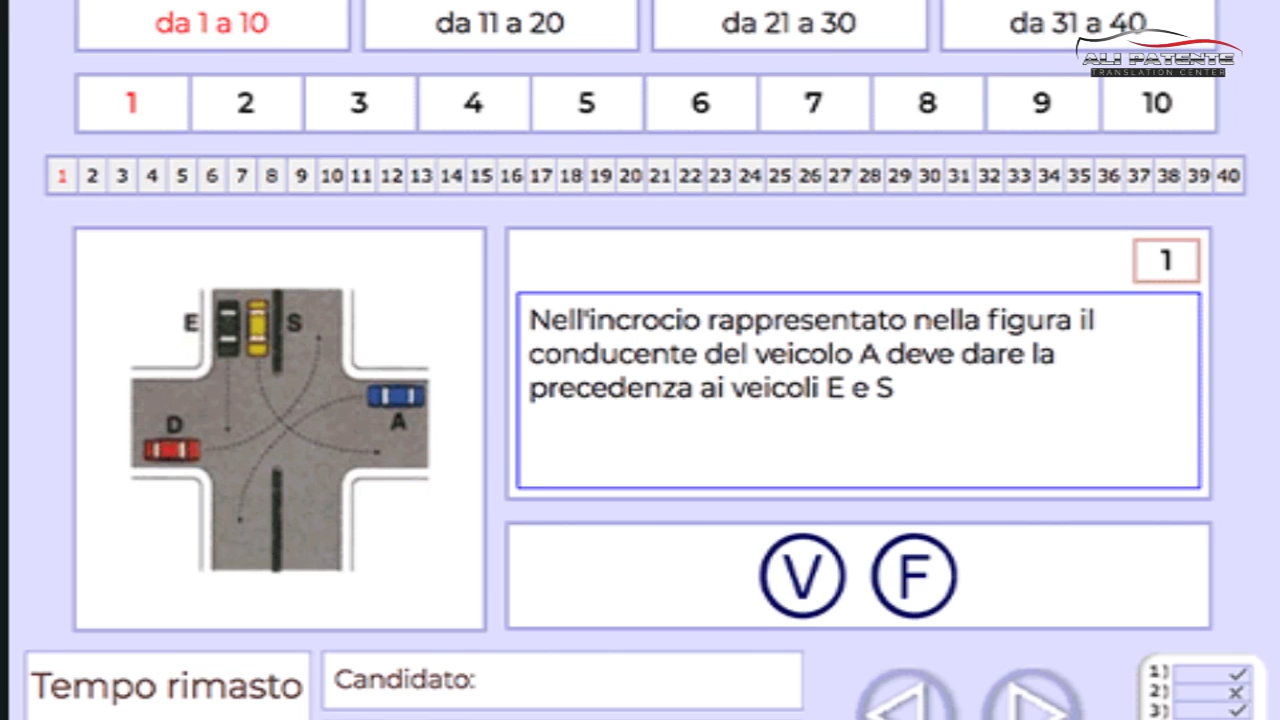 da 1 a 10 da 11 a 20 da 21 a 30 da 31 a 40
ALI PATENTE
TRANSLATION CENTER
1 2 3 4 5 6 7 8 9 10
1 2 3 4 5 6 7 8 9 10 11 12 13 14 15 16 17 18 19 20 21 22 23 24 25 26 27 28 29 30 31 32 33 34 35 36 37 38 39 40
1
Nell'incrocio rappresentato nella figura il
conducente del veicolo A deve dare la
precedenza ai veicoli E e S
E S
D A
V F
Tempo rimasto
Candidato:
1)
2)
3)